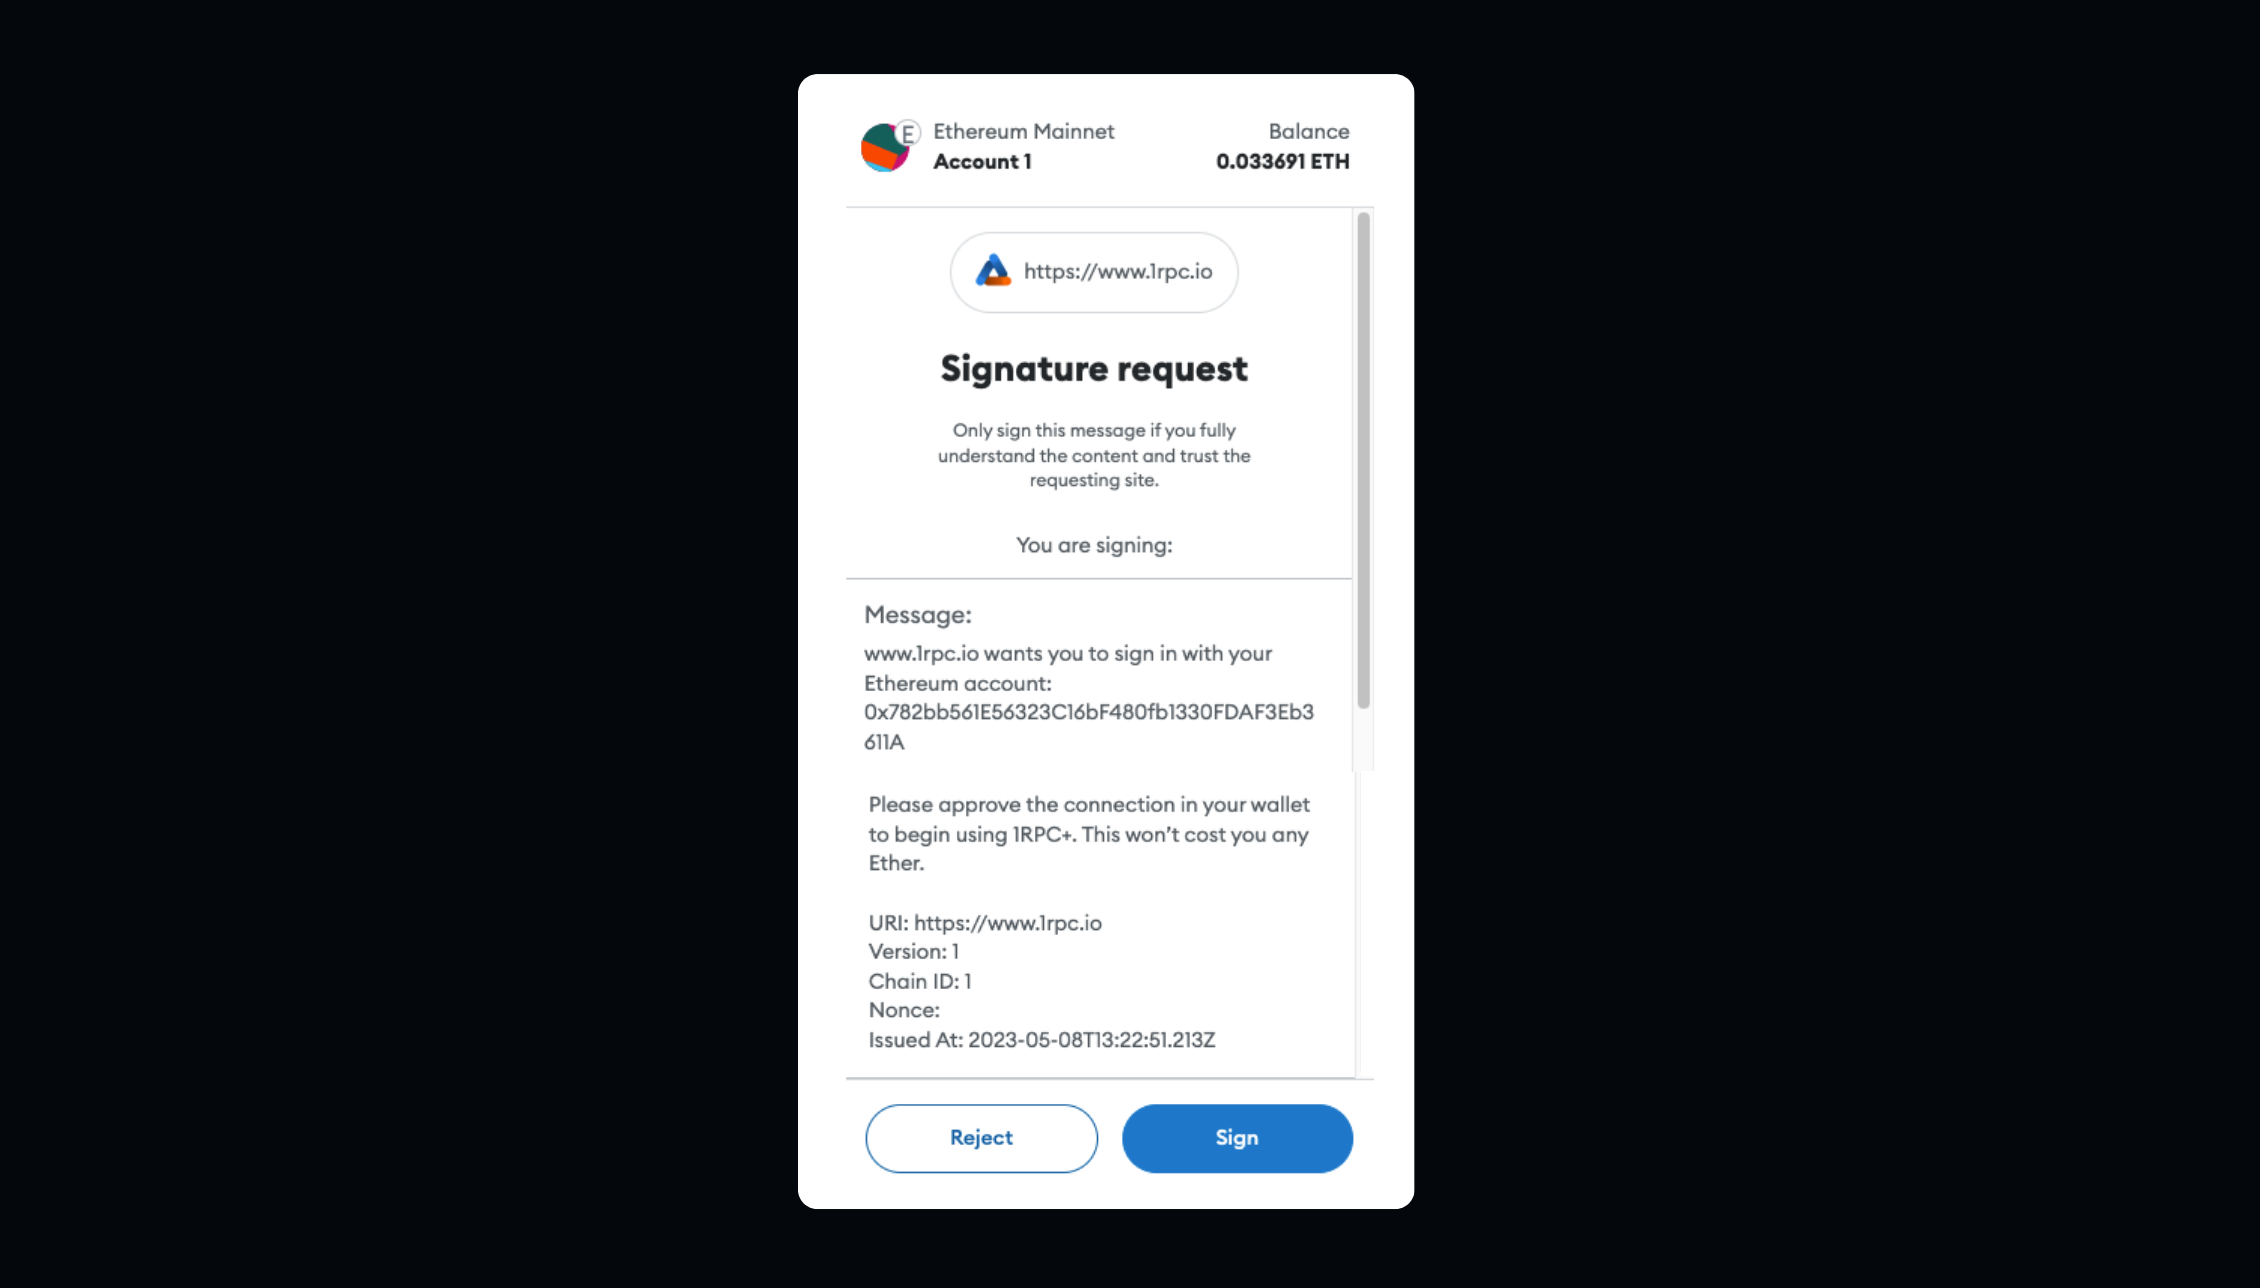 E
Ethereum Mainnet
Account 1
Balance
0.033691 ETH
https://www.1rpc.io
Signature request
Only sign this message if you fully
understand the content and trust the
requesting site.
You are signing:
Message:
www.1rpc.io wants you to sign in with your
Ethereum account:
0x782bb561E56323C16bF480fb1330FDAF3Eb3
611A
Please approve the connection in your wallet
to begin using 1RPC+. This won’t cost you any
Ether.
URI: https://www.1rpc.io
Version: 1
Chain ID: 1
Nonce:
Issued At: 2023-05-08T13:22:51.213Z
Reject
Sign